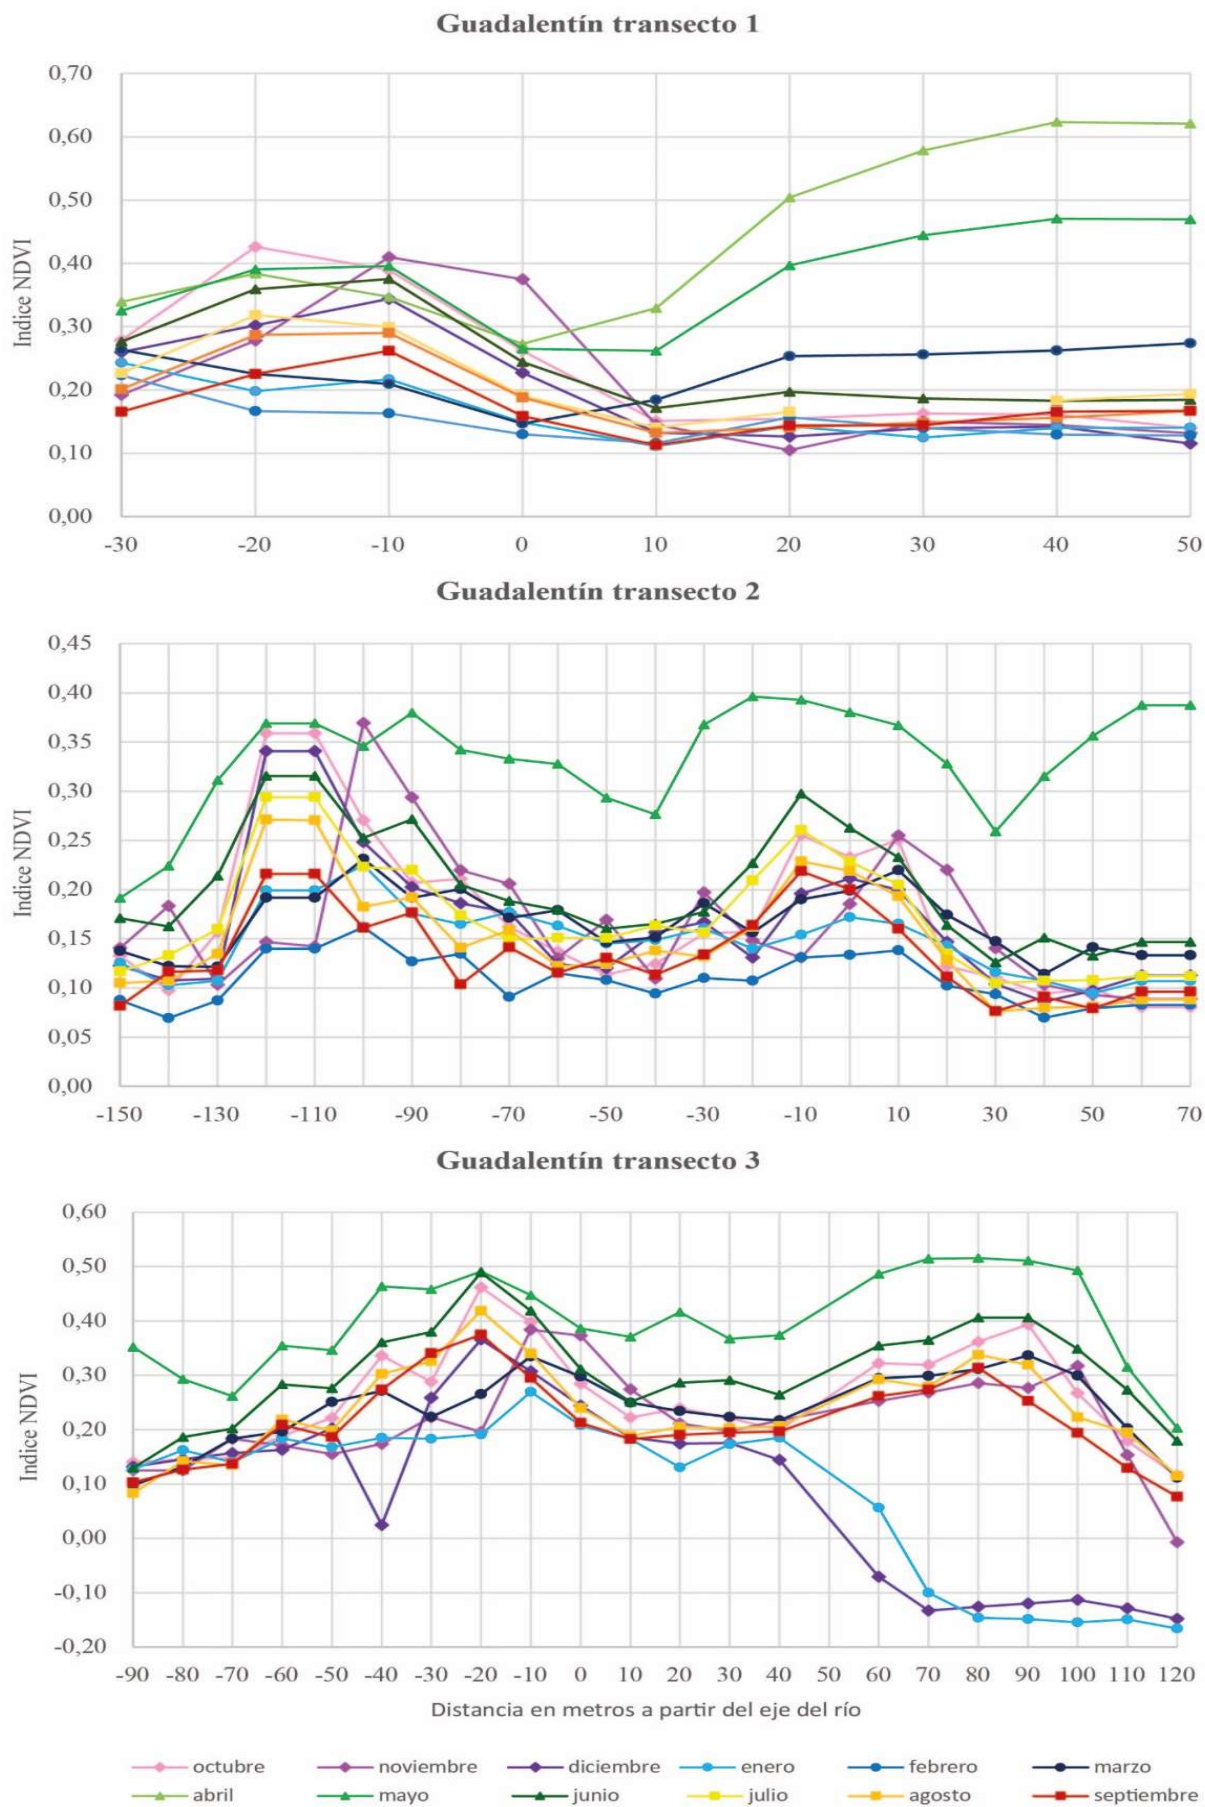 Guadalentín transecto 1
Indice NDVI
0,70
0,60
0,50
0,40
0,30
0,20
0,10
0,00
-30 -20 -10 0 10 20 30 40 50
Guadalentín transecto 2
Indice NDVI
0,45
0,40
0,35
0,30
0,25
0,20
0,15
0,10
0,05
0,00
-150 -130 -110 -90 -70 -50 -30 -10 10 30 50 70
Guadalentín transecto 3
Indice NDVI
0,60
0,50
0,40
0,30
0,20
0,10
0,00
-0,10
-0,20
-90 -80 -70 -60 -50 -40 -30 -20 -10 0 10 20 30 40 50 60 70 80 90 100 110 120
Distancia en metros a partir del eje del río
octubre noviembre diciembre enero febrero marzo
abril mayo junio julio agosto septiembre